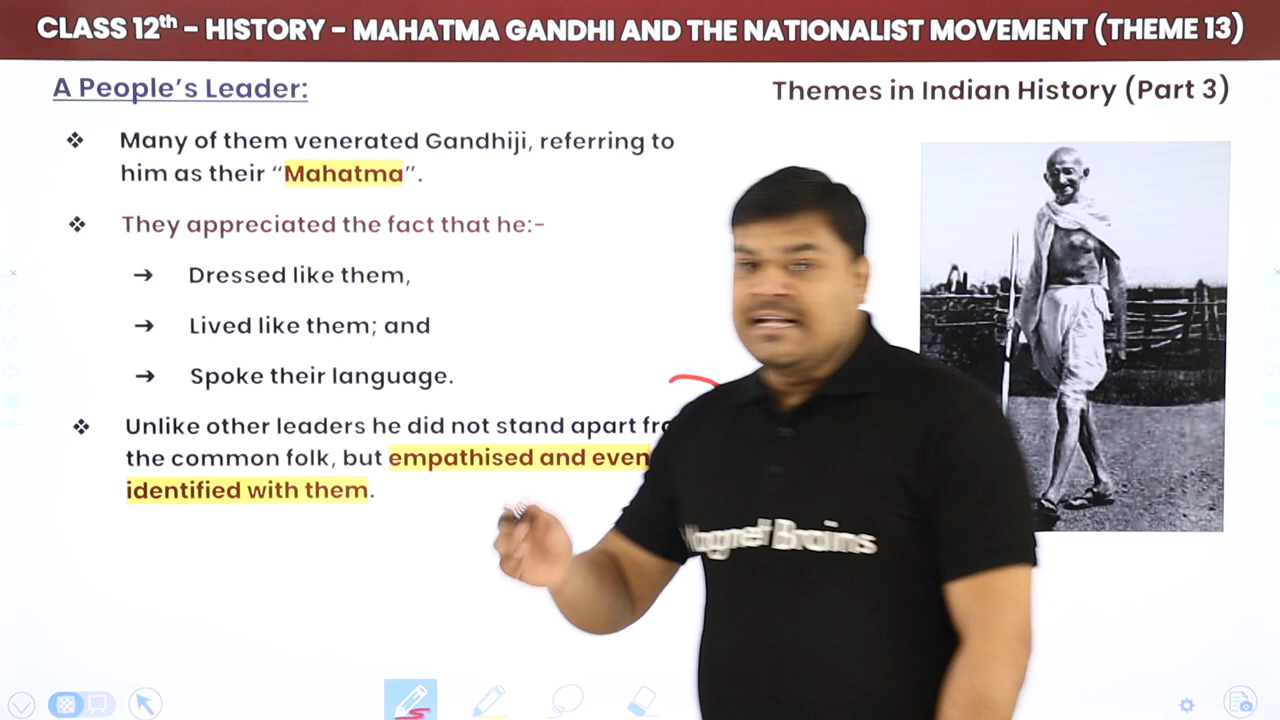 CLASS 12th - HISTORY - MAHATMA GANDHI AND THE NATIONALIST MOVEMENT (THEME 13)
A People's Leader:
Themes in Indian History (Part 3)
❖ Many of them venerated Gandhiji, referring to
him as their “Mahatma”.
❖ They appreciated the fact that he:-
→ Dressed like them,
→ Lived like them; and
→ Spoke their language.
❖ Unlike other leaders he did not stand apart
the common folk, but empathised and even
identified with them.
Magnet Brains